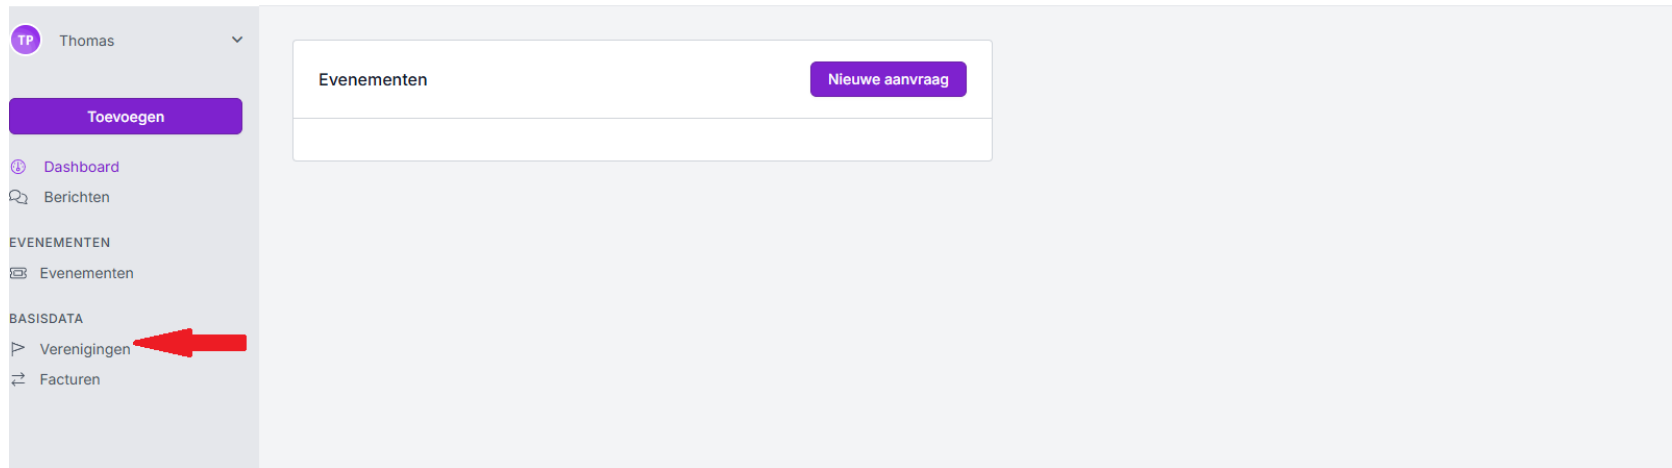 TP Thomas
Toevoegen
Dashboard
Berichten
EVENEMENTEN
Evenementen
BASISDATA
Verenigingen
Facturen
Evenementen
Nieuwe aanvraag